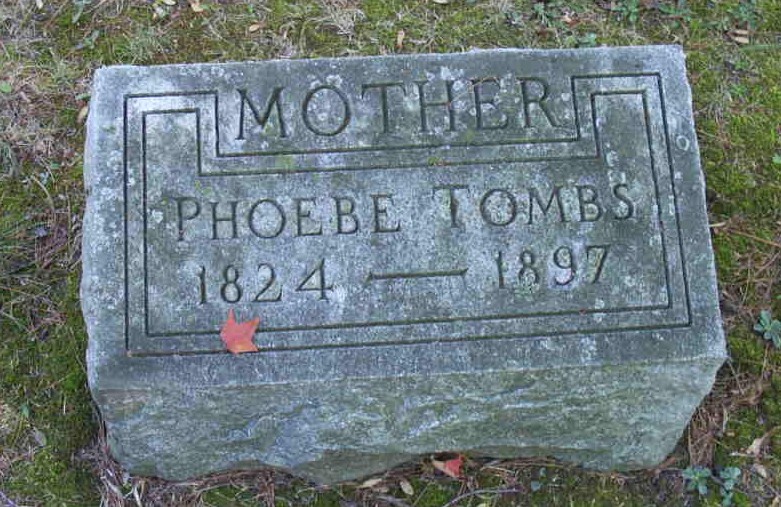 MOTHER
PHOEBE TOMBS
1824 — 1897